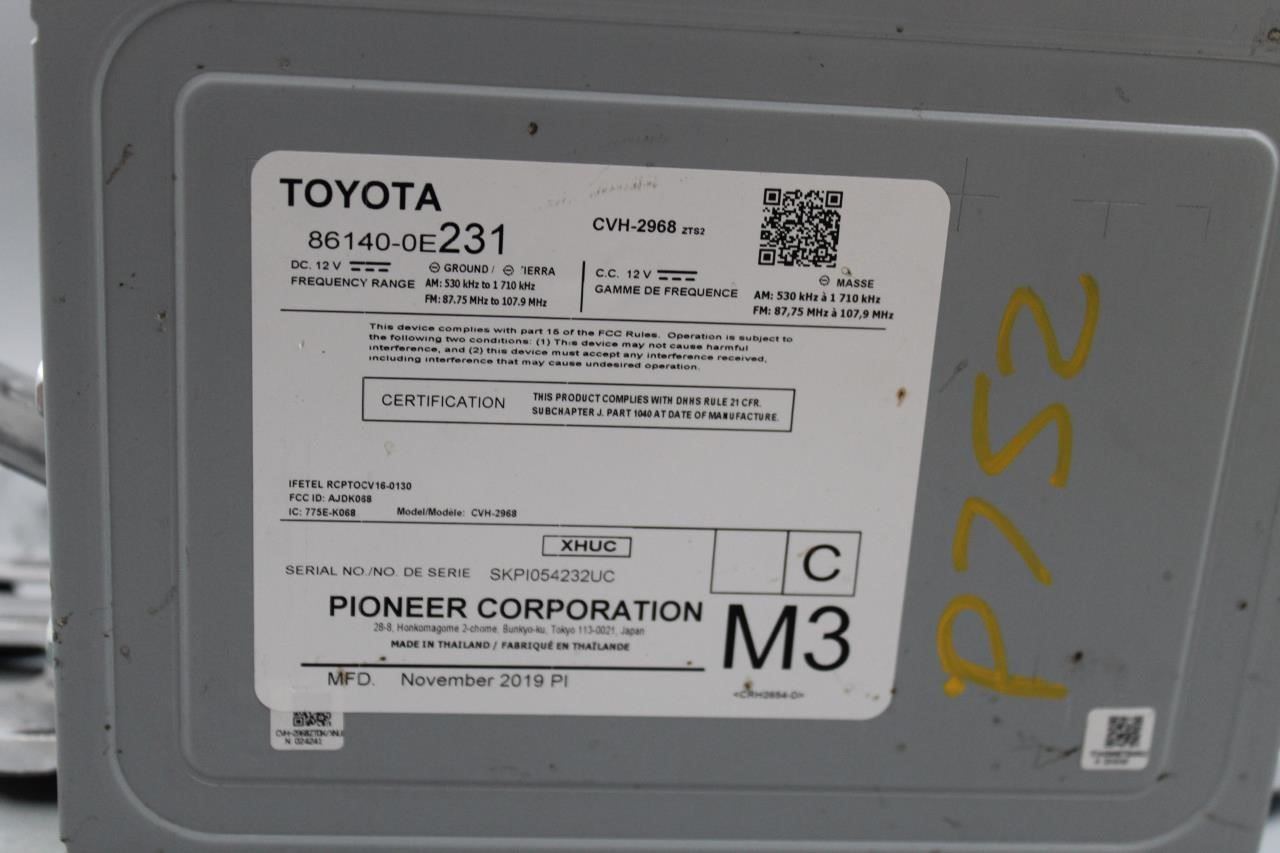 TOYOTA
86140-0E231
CVH-2968 ZTS2
DC. 12 V
GROUND /
FREQUENCY RANGE
AM: 530 kHz to 1 710 kHz
FM: 87.75 MHz to 107.9 MHz
C.C. 12 V
MASSE
GAMME DE FREQUENCE
AM: 530 kHz à 1 710 kHz
FM: 87,75 MHz à 107,9 MHz
This device complies with part 15 of the FCC Rules. Operation is subject to
the following two conditions: (1) This device may not cause harmful
interference, and (2) this device must accept any interference received,
including interference that may cause undesired operation.
CERTIFICATION
THIS PRODUCT COMPLIES WITH DHHS RULE 21 CFR.
SUBCHAPTER J. PART 1040 AT DATE OF MANUFACTURE.
IFETEL RCPTOCV16-0130
FCC ID: AJDK068
IC: 775E-K068 Model/Modèle: CVH-2968
XHUC
C
SERIAL NO./NO. DE SERIE SKPI054232UC
PIONEER CORPORATION
28-8, Honkomagome 2-chome, Bunkyo-ku, Tokyo 113-0021, Japan
MADE IN THAILAND / FABRIQUÉ EN THAÏLANDE
M3
MFD. November 2019 PI
<CRH2654-D>
N 024241
P752